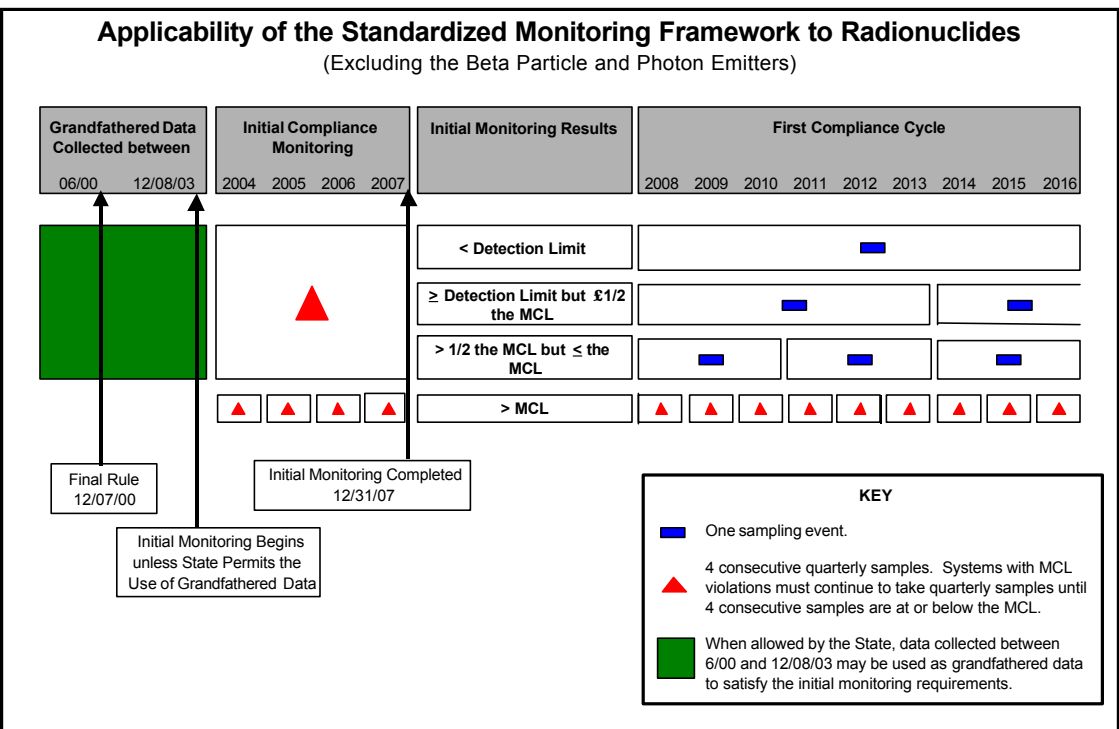 Applicability of the Standardized Monitoring Framework to Radionuclides
(Excluding the Beta Particle and Photon Emitters)
Grandfathered Data
Collected between
06/00 12/08/03
Initial Compliance
Monitoring
2004 2005 2006 2007
Initial Monitoring Results
First Compliance Cycle
2008 2009 2010 2011 2012 2013 2014 2015 2016
< Detection Limit
≥ Detection Limit but £1/2
the MCL
> 1/2 the MCL but ≤ the
MCL
> MCL
Final Rule
12/07/00
Initial Monitoring Completed
12/31/07
Initial Monitoring Begins
unless State Permits the
Use of Grandfathered Data
KEY
One sampling event.
4 consecutive quarterly samples. Systems with MCL
violations must continue to take quarterly samples until
4 consecutive samples are at or below the MCL.
When allowed by the State, data collected between
6/00 and 12/08/03 may be used as grandfathered data
to satisfy the initial monitoring requirements.